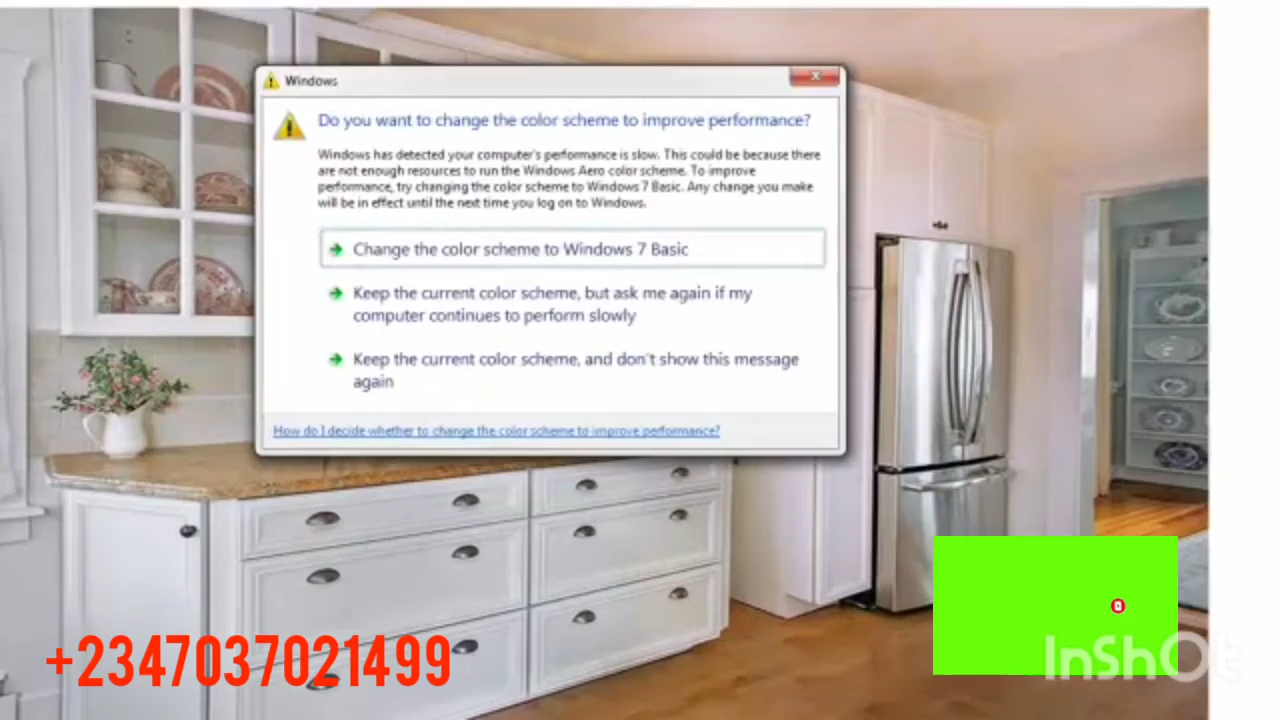 Windows
Do you want to change the color scheme to improve performance?
Windows has detected your computer's performance is slow. This could be because there
are not enough resources to run the Windows Aero color scheme. To improve
performance, try changing the color scheme to Windows 7 Basic. Any change you make
will be in effect until the next time you log on to Windows.
Change the color scheme to Windows 7 Basic
Keep the current color scheme, but ask me again if my
computer continues to perform slowly
Keep the current color scheme, and don't show this message
again
How do I decide whether to change the color scheme to improve performance?
+2347037021499
InShOt